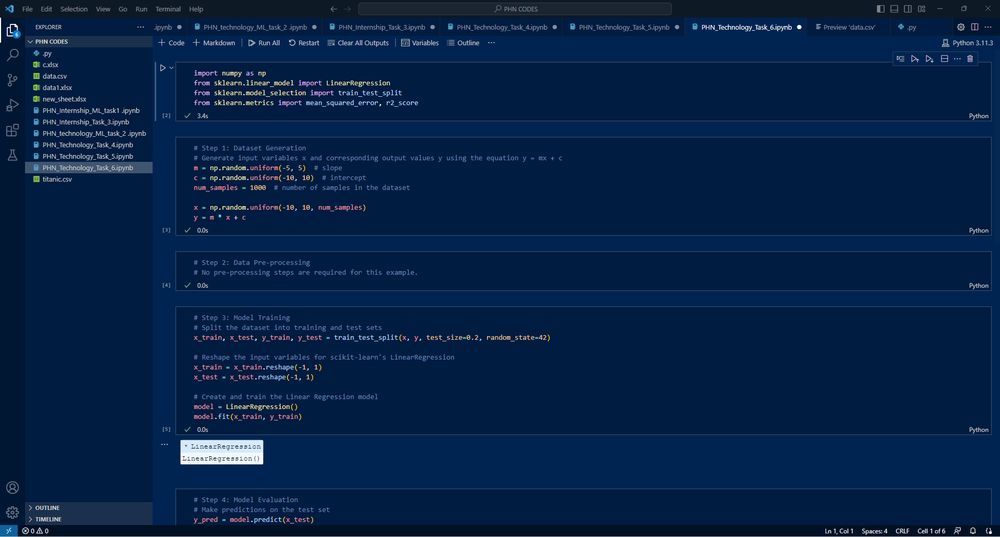 File Edit Selection View Go Run Terminal Help
PHN CODES
EXPLORER
.ipynb PHN_technology_ML_task_2 .ipynb PHN_Internship_Task_3.ipynb PHN_Technology_Task_4.ipynb PHN_Technology_Task_5.ipynb PHN_Technology_Task_6.ipynb Preview 'data.csv' .py
6
PHN CODES
.py
c.xlsx
data.csv
data1.xlsx
new_sheet.xlsx
PHN_Internship_ML_task1 .ipynb
PHN_Internship_Task_3.ipynb
PHN_technology_ML_task_2 .ipynb
PHN_Technology_Task_4.ipynb
PHN_Technology_Task_5.ipynb
PHN_Technology_Task_6.ipynb
titanic.csv
OUTLINE
TIMELINE
+ Code + Markdown Run All Restart Clear All Outputs Variables Outline ... Python 3.11.3
import numpy as np
from sklearn.linear_model import LinearRegression
from sklearn.model_selection import train_test_split
from sklearn.metrics import mean_squared_error, r2_score
[2] ✓ 3.4s Python
# Step 1: Dataset Generation
# Generate input variables x and corresponding output values y using the equation y = mx + c
m = np.random.uniform(-5, 5)  # slope
c = np.random.uniform(-10, 10)  # intercept
num_samples = 1000  # number of samples in the dataset
x = np.random.uniform(-10, 10, num_samples)
y = m * x + c
[3] ✓ 0.0s Python
# Step 2: Data Pre-processing
# No pre-processing steps are required for this example.
[4] ✓ 0.0s Python
# Step 3: Model Training
# Split the dataset into training and test sets
x_train, x_test, y_train, y_test = train_test_split(x, y, test_size=0.2, random_state=42)
# Reshape the input variables for scikit-learn's LinearRegression
x_train = x_train.reshape(-1, 1)
x_test = x_test.reshape(-1, 1)
# Create and train the Linear Regression model
model = LinearRegression()
model.fit(x_train, y_train)
[5] ✓ 0.0s Python
... ▾ LinearRegression
LinearRegression()
# Step 4: Model Evaluation
# Make predictions on the test set
y_pred = model.predict(x_test)
0 0 Ln 1, Col 1 Spaces: 4 CRLF Cell 1 of 6